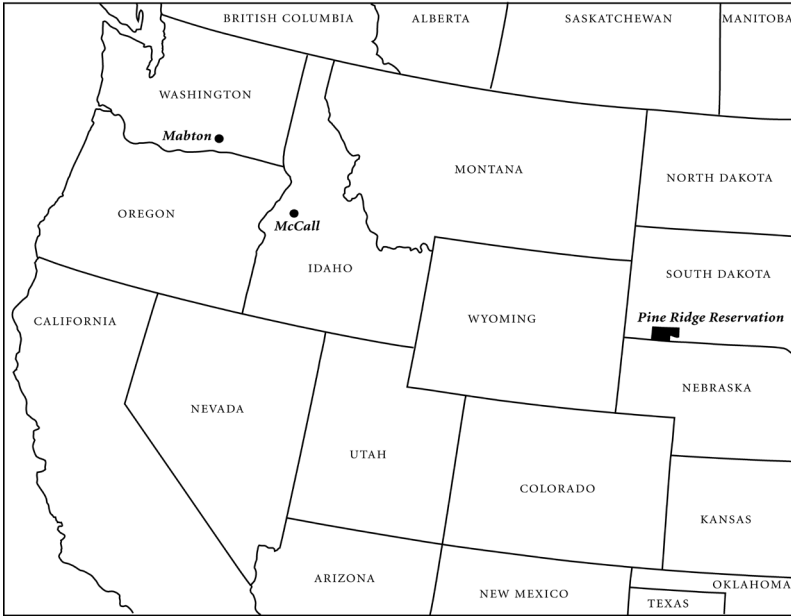 BRITISH COLUMBIA
ALBERTA
SASKATCHEWAN
MANITOBA
WASHINGTON
Mabton
MONTANA
NORTH DAKOTA
OREGON
McCall
IDAHO
SOUTH DAKOTA
Pine Ridge Reservation
CALIFORNIA
WYOMING
NEBRASKA
NEVADA
UTAH
COLORADO
KANSAS
ARIZONA
NEW MEXICO
OKLAHOMA
TEXAS